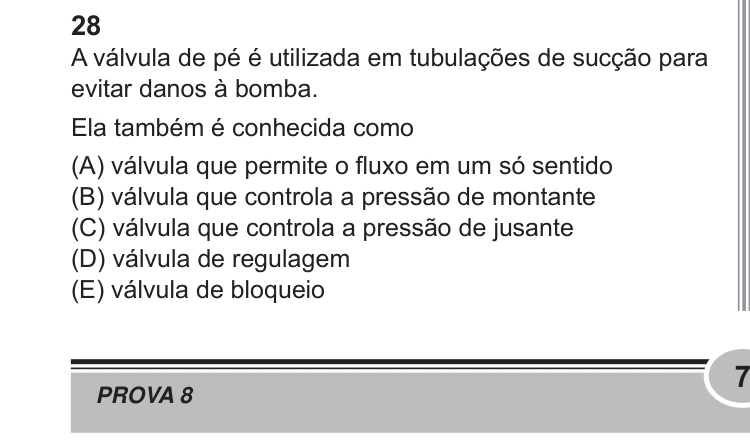 28
A válvula de pé é utilizada em tubulações de sucção para
evitar danos à bomba.
Ela também é conhecida como
(A) válvula que permite o fluxo em um só sentido
(B) válvula que controla a pressão de montante
(C) válvula que controla a pressão de jusante
(D) válvula de regulagem
(E) válvula de bloqueio
PROVA 8
7